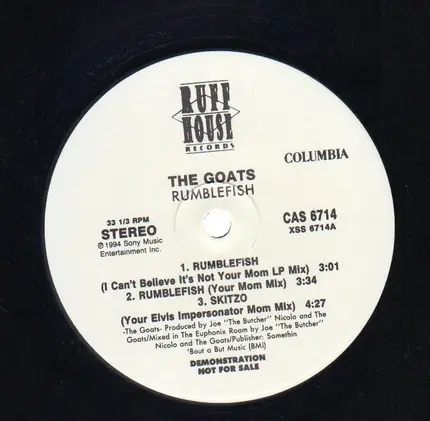 RUFF
HOUSE
RECORDS
COLUMBIA
THE GOATS
RUMBLEFISH
33 1/3 RPM
STEREO
℗ 1994 Sony Music
Entertainment Inc.
CAS 6714
XSS 6714A
1. RUMBLEFISH
(I Can't Believe It's Not Your Mom LP Mix) 3:01
2. RUMBLEFISH (Your Mom Mix) 3:34
3. SKITZO
(Your Elvis Impersonator Mom Mix) 4:27
-The Goats- Produced by Joe "The Butcher" Nicolo and The
Goats/Mixed in The Euphonix Room by Joe "The Butcher"
Nicolo and The Goats/Publisher: Somethin
'Bout a But Music (BMI)
DEMONSTRATION
NOT FOR SALE